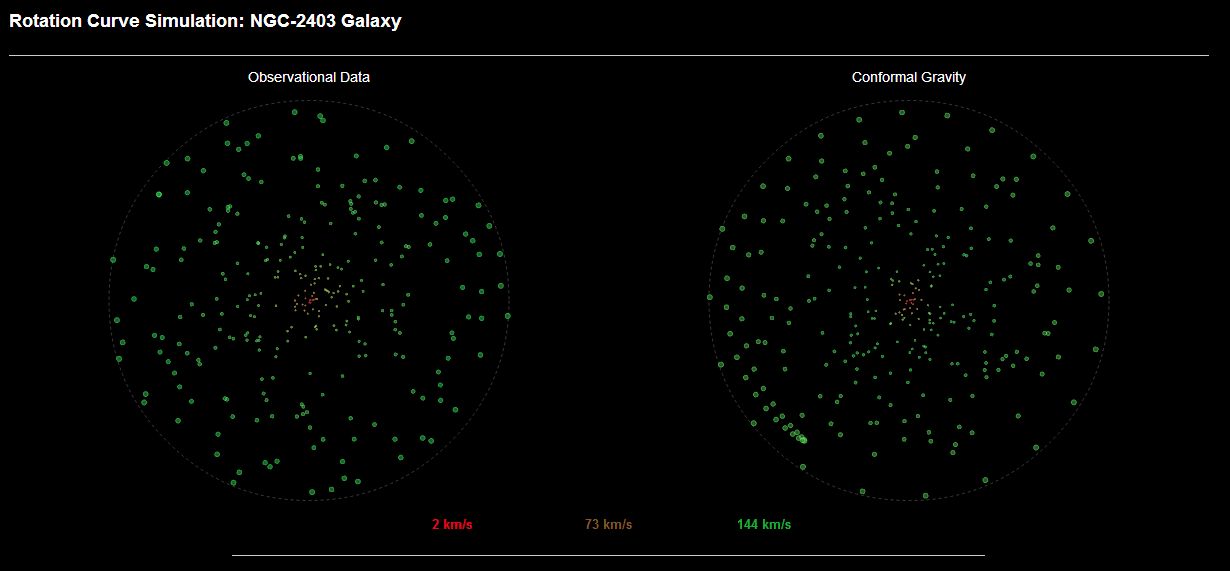 Rotation Curve Simulation: NGC-2403 Galaxy
Observational Data
Conformal Gravity
2 km/s
73 km/s
144 km/s